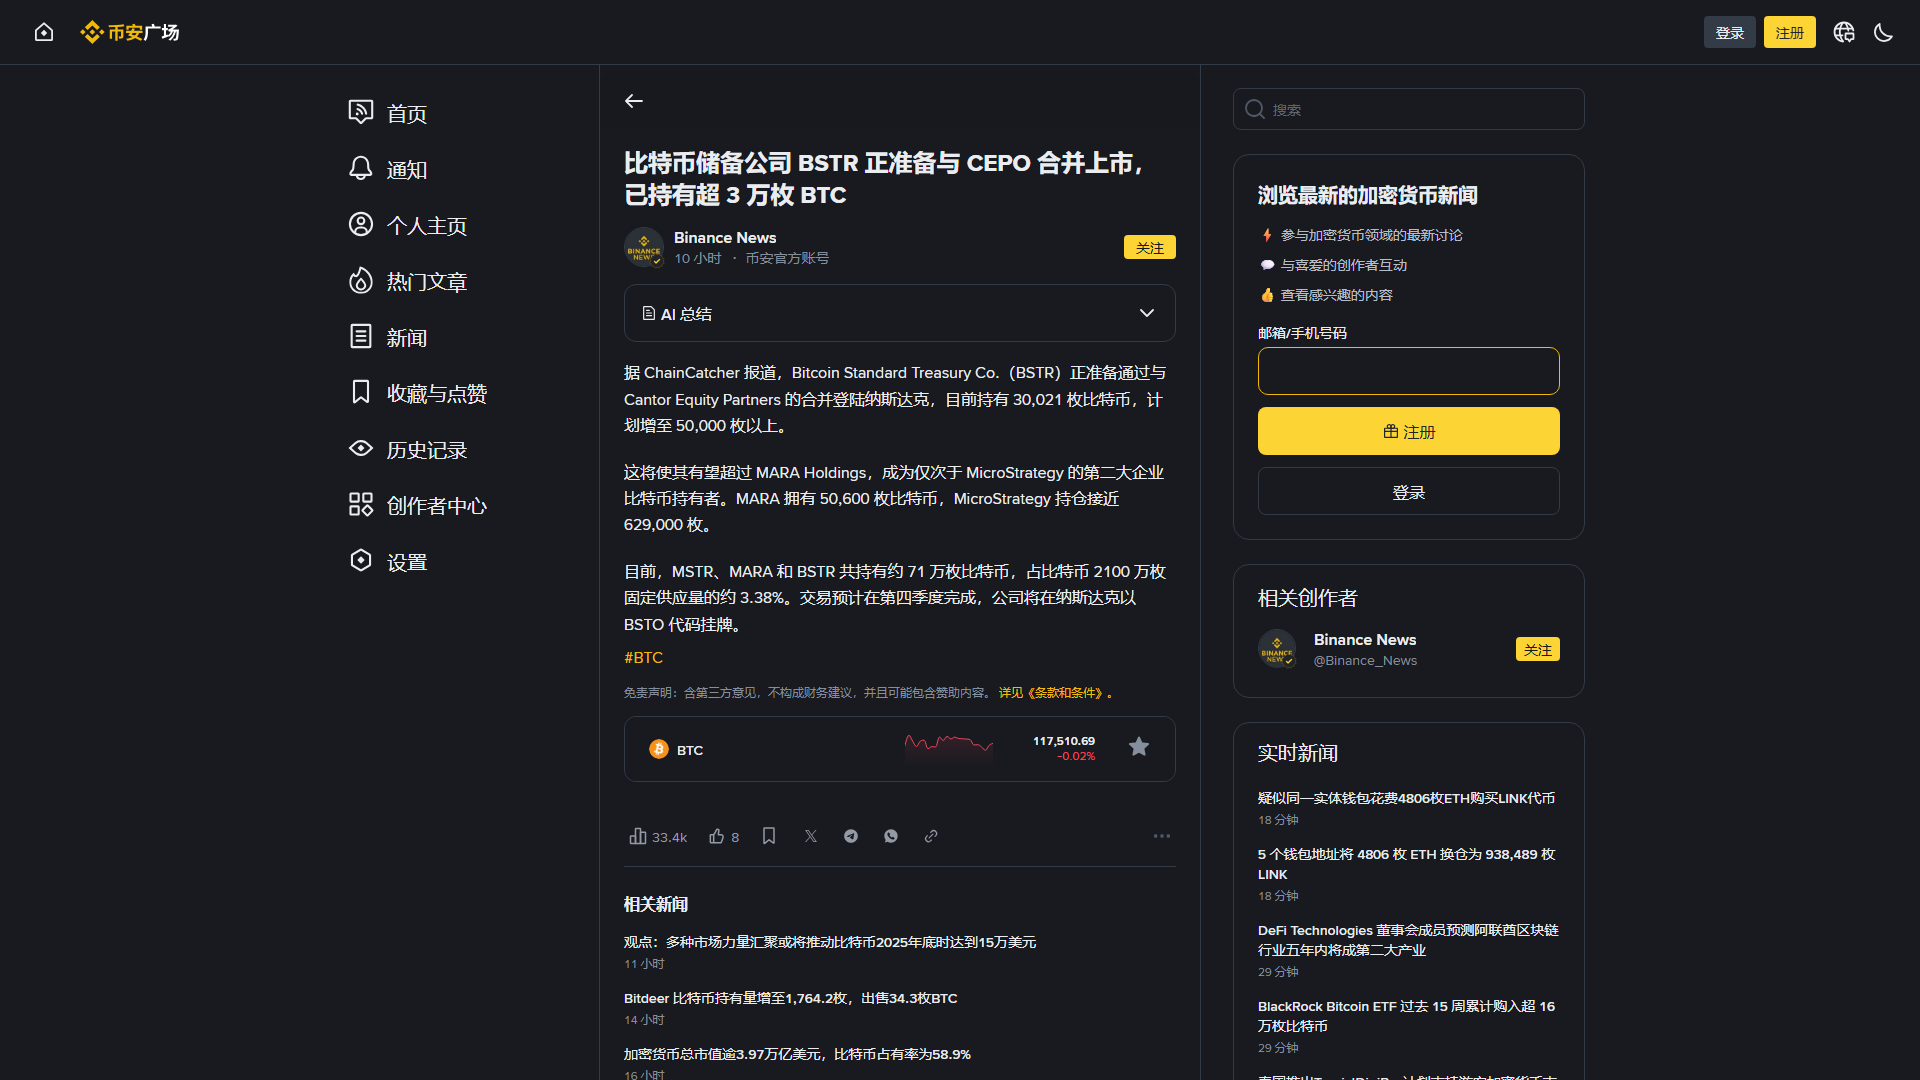 币安广场
登录
注册
首页
通知
个人主页
热门文章
新闻
收藏与点赞
历史记录
创作者中心
设置
比特币储备公司 BSTR 正准备与 CEPO 合并上市，
已持有超 3 万枚 BTC
BINANCE
NEWS
Binance News
10 小时 · 币安官方账号
关注
AI 总结
据 ChainCatcher 报道，Bitcoin Standard Treasury Co.（BSTR）正准备通过与
Cantor Equity Partners 的合并登陆纳斯达克，目前持有 30,021 枚比特币，计
划增至 50,000 枚以上。
这将使其有望超过 MARA Holdings，成为仅次于 MicroStrategy 的第二大企业
比特币持有者。MARA 拥有 50,600 枚比特币，MicroStrategy 持仓接近
629,000 枚。
目前，MSTR、MARA 和 BSTR 共持有约 71 万枚比特币，占比特币 2100 万枚
固定供应量的约 3.38%。交易预计在第四季度完成，公司将在纳斯达克以
BSTO 代码挂牌。
#BTC
免责声明：含第三方意见，不构成财务建议，并且可能包含赞助内容。 详见《条款和条件》。
BTC
117,510.69
-0.02%
33.4k
8
相关新闻
观点：多种市场力量汇聚或将推动比特币2025年底时达到15万美元
11 小时
Bitdeer 比特币持有量增至1,764.2枚，出售34.3枚BTC
14 小时
加密货币总市值逾3.97万亿美元，比特币占有率为58.9%
16 小时
搜索
浏览最新的加密货币新闻
参与加密货币领域的最新讨论
与喜爱的创作者互动
查看感兴趣的内容
邮箱/手机号码
注册
登录
相关创作者
BINANCE
NEWS
Binance News
@Binance_News
关注
实时新闻
疑似同一实体钱包花费4806枚ETH购买LINK代币
18 分钟
5 个钱包地址将 4806 枚 ETH 换仓为 938,489 枚
LINK
18 分钟
DeFi Technologies 董事会成员预测阿联酋区块链
行业五年内将成第二大产业
29 分钟
BlackRock Bitcoin ETF 过去 15 周累计购入超 16
万枚比特币
29 分钟